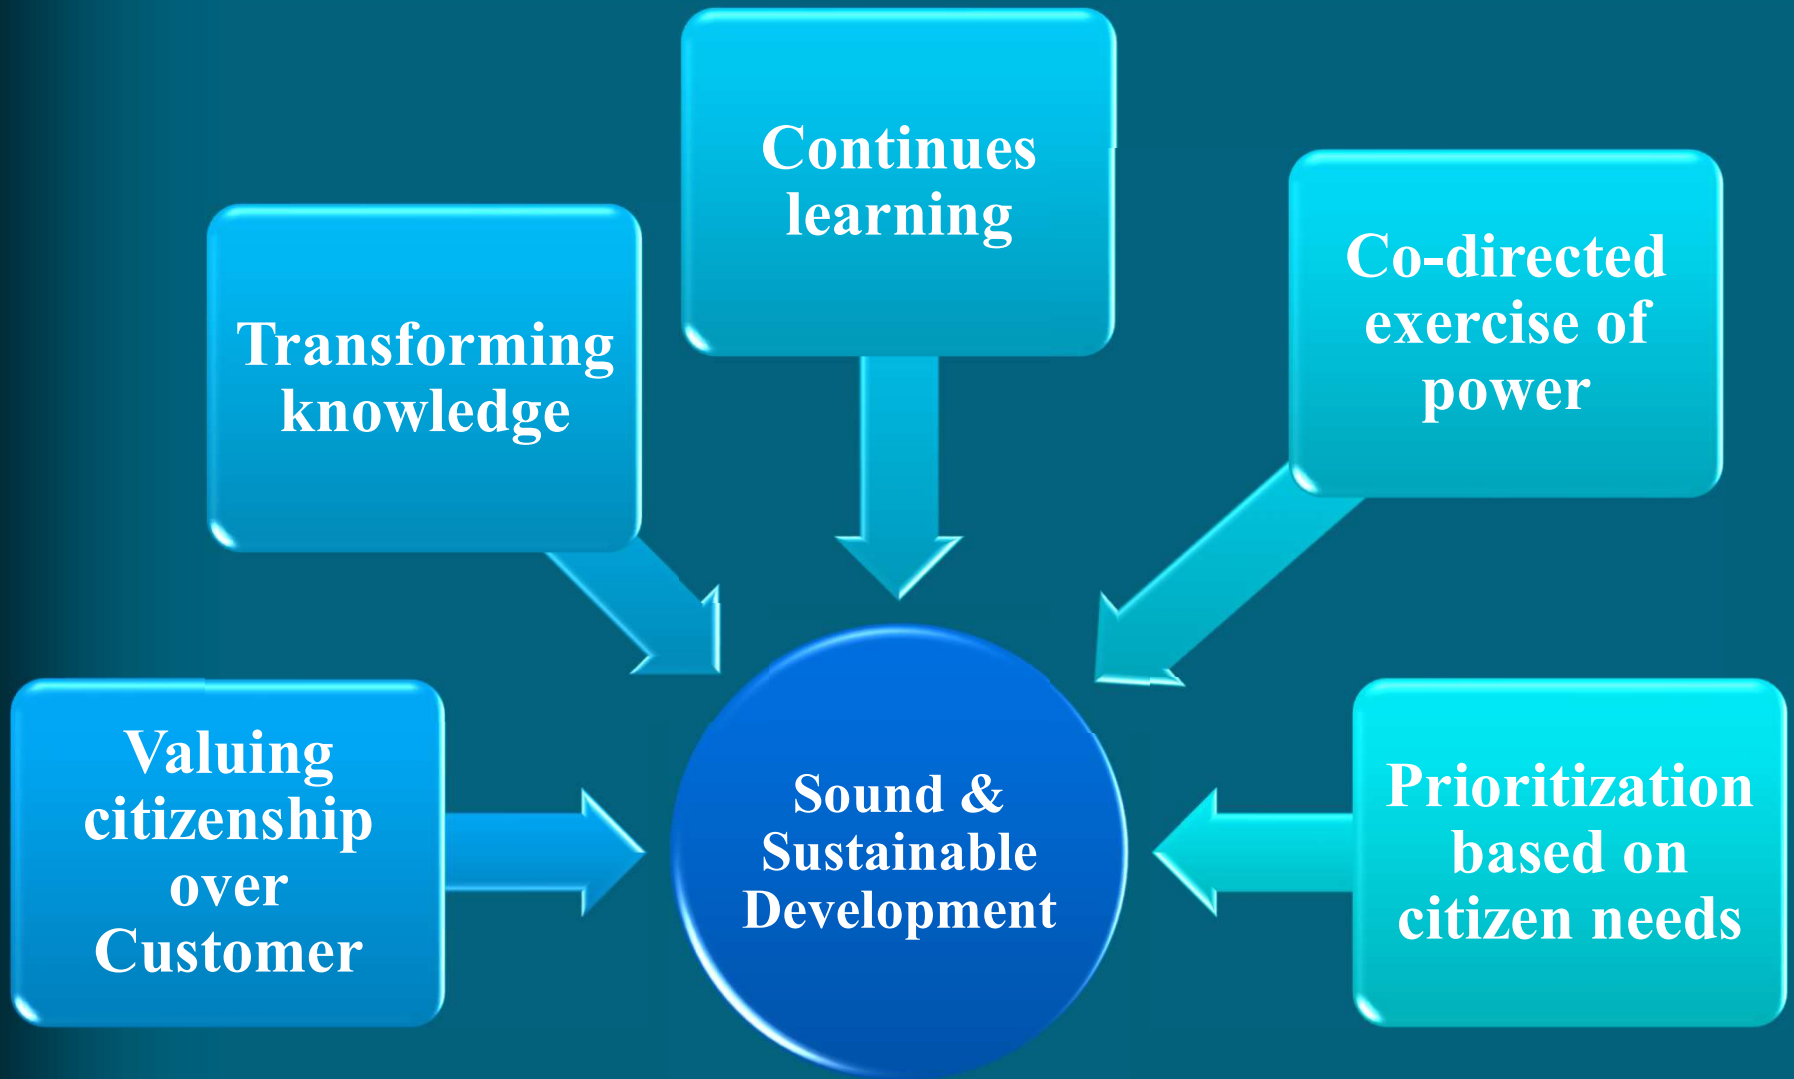 Continues
learning
Co-directed
exercise of
power
Transforming
knowledge
Valuing
citizenship
over
Customer
Sound &
Sustainable
Development
Prioritization
based on
citizen needs